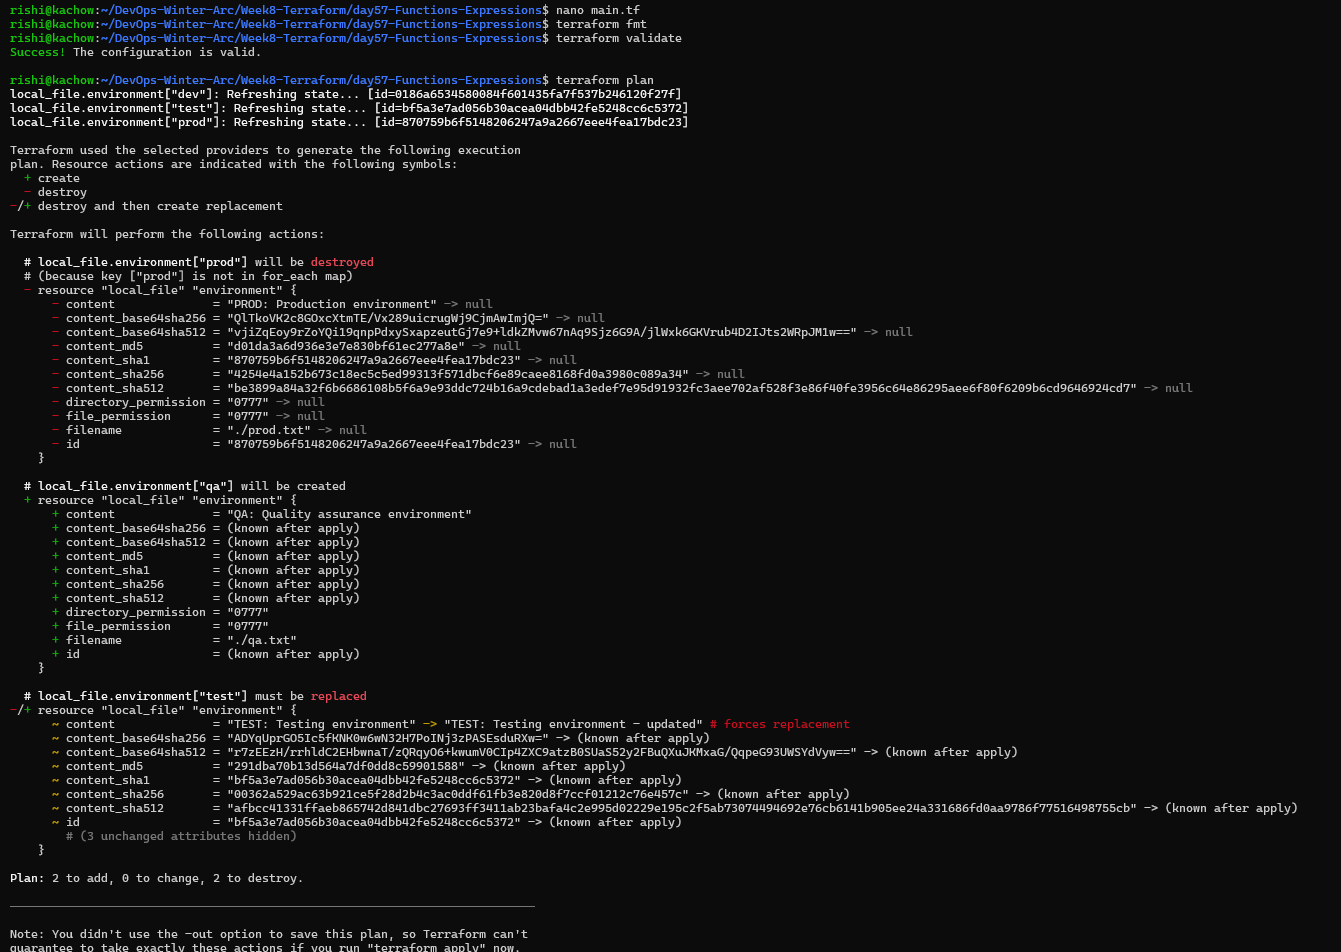 rishi@kachow:~/DevOps-Winter-Arc/Week8-Terraform/day57-Functions-Expressions$ nano main.tf
rishi@kachow:~/DevOps-Winter-Arc/Week8-Terraform/day57-Functions-Expressions$ terraform fmt
rishi@kachow:~/DevOps-Winter-Arc/Week8-Terraform/day57-Functions-Expressions$ terraform validate
Success! The configuration is valid.
rishi@kachow:~/DevOps-Winter-Arc/Week8-Terraform/day57-Functions-Expressions$ terraform plan
local_file.environment["dev"]: Refreshing state... [id=0186a6534580084f601435fa7f537b246120f27f]
local_file.environment["test"]: Refreshing state... [id=bf5a3e7ad056b30acea04dbb42fe5248cc6c5372]
local_file.environment["prod"]: Refreshing state... [id=870759b6f5148206247a9a2667eee4fea17bdc23]
Terraform used the selected providers to generate the following execution
plan. Resource actions are indicated with the following symbols:
  + create
  - destroy
-/+ destroy and then create replacement
Terraform will perform the following actions:
  # local_file.environment["prod"] will be destroyed
  # (because key ["prod"] is not in for_each map)
  - resource "local_file" "environment" {
      - content              = "PROD: Production environment" -> null
      - content_base64sha256 = "QlTkoVK2c8GOxcXtmTE/Vx289uicrugWj9CjmAwImjQ=" -> null
      - content_base64sha512 = "vjiZqEoy9rZoYQi19qnpPdxySxapzeutGj7e9+ldkZMvw67nAq9Sjz6G9A/jlWxk6GKVrub4D2IJts2WRpJM1w==" -> null
      - content_md5          = "d01da3a6d936e3e7e830bf61ec277a8e" -> null
      - content_sha1         = "870759b6f5148206247a9a2667eee4fea17bdc23" -> null
      - content_sha256       = "4254e4a152b673c18ec5c5ed99313f571dbcf6e89caee8168fd0a3980c089a34" -> null
      - content_sha512       = "be3899a84a32f6b6686108b5f6a9e93ddc724b16a9cdebad1a3edef7e95d91932fc3aee702af528f3e86f40fe3956c64e86295aee6f80f6209b6cd9646924cd7" -> null
      - directory_permission = "0777" -> null
      - file_permission      = "0777" -> null
      - filename             = "./prod.txt" -> null
      - id                   = "870759b6f5148206247a9a2667eee4fea17bdc23" -> null
    }
  # local_file.environment["qa"] will be created
  + resource "local_file" "environment" {
      + content              = "QA: Quality assurance environment"
      + content_base64sha256 = (known after apply)
      + content_base64sha512 = (known after apply)
      + content_md5          = (known after apply)
      + content_sha1         = (known after apply)
      + content_sha256       = (known after apply)
      + content_sha512       = (known after apply)
      + directory_permission = "0777"
      + file_permission      = "0777"
      + filename             = "./qa.txt"
      + id                   = (known after apply)
    }
  # local_file.environment["test"] must be replaced
-/+ resource "local_file" "environment" {
      ~ content              = "TEST: Testing environment" -> "TEST: Testing environment - updated" # forces replacement
      ~ content_base64sha256 = "ADYqUprGO5Ic5fKNK0w6wN32H7PoINj3zPASEsduRXw=" -> (known after apply)
      ~ content_base64sha512 = "r7zEEzH/rrhldC2EHbwnaT/zQRqyO6+kwumV0CIp4ZXC9atzB0SUaS52y2FBuQXuJKMxaG/QqpeG93UWSYdVyw==" -> (known after apply)
      ~ content_md5          = "291dba70b13d564a7df0dd8c59901588" -> (known after apply)
      ~ content_sha1         = "bf5a3e7ad056b30acea04dbb42fe5248cc6c5372" -> (known after apply)
      ~ content_sha256       = "00362a529ac63b921ce5f28d2b4c3ac0ddf61fb3e820d8f7ccf01212c76e457c" -> (known after apply)
      ~ content_sha512       = "afbcc41331ffaeb865742d841dbc27693ff3411ab23bafa4c2e995d02229e195c2f5ab73074494692e76cb6141b905ee24a331686fd0aa9786f77516498755cb" -> (known after apply)
      ~ id                   = "bf5a3e7ad056b30acea04dbb42fe5248cc6c5372" -> (known after apply)
        # (3 unchanged attributes hidden)
    }
Plan: 2 to add, 0 to change, 2 to destroy.
Note: You didn't use the -out option to save this plan, so Terraform can't
guarantee to take exactly these actions if you run "terraform apply" now.